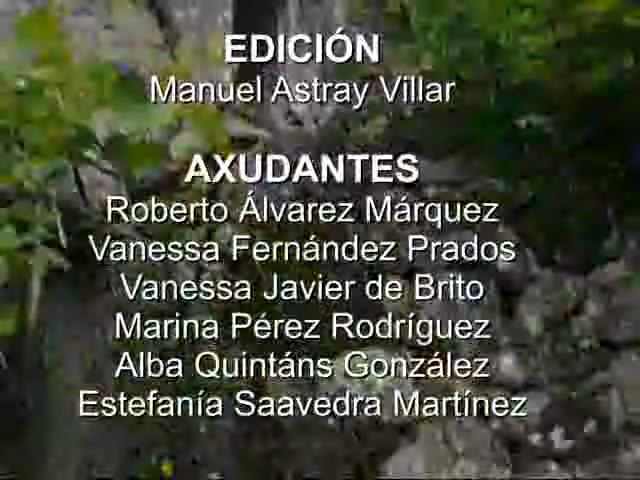 EDICIÓN
Manuel Astray Villar
AXUDANTES
Roberto Álvarez Márquez
Vanessa Fernández Prados
Vanessa Javier de Brito
Marina Pérez Rodríguez
Alba Quintáns González
Estefanía Saavedra Martínez